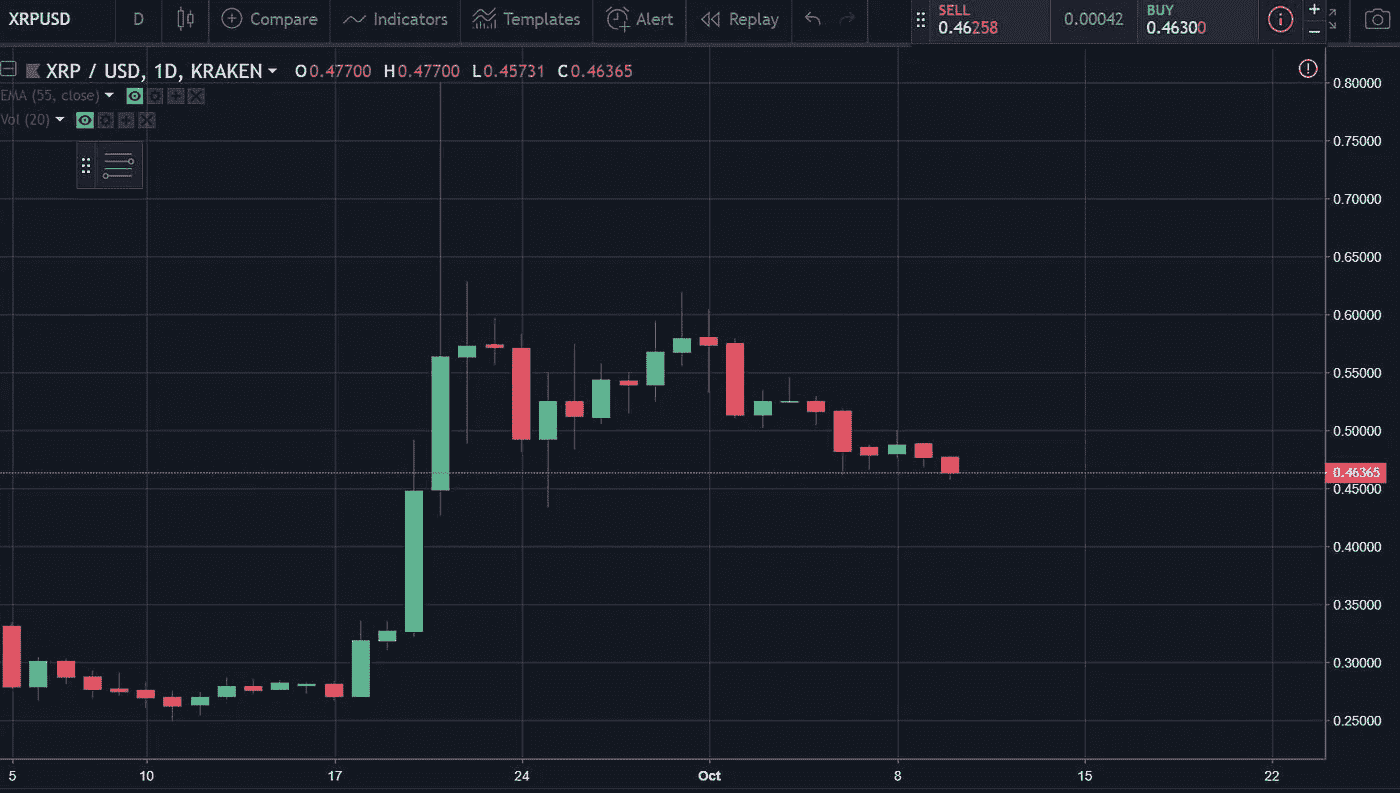 XRPUSD D Compare Indicators Templates Alert Replay SELL 0.46258 0.00042 BUY 0.46300
XRP / USD, 1D, KRAKEN O0.47700 H0.47700 L0.45731 C0.46365
EMA (55, close)
Vol (20)
0.80000
0.75000
0.70000
0.65000
0.60000
0.55000
0.50000
0.46365
0.45000
0.40000
0.35000
0.30000
0.25000
5 10 17 24 Oct 8 15 22